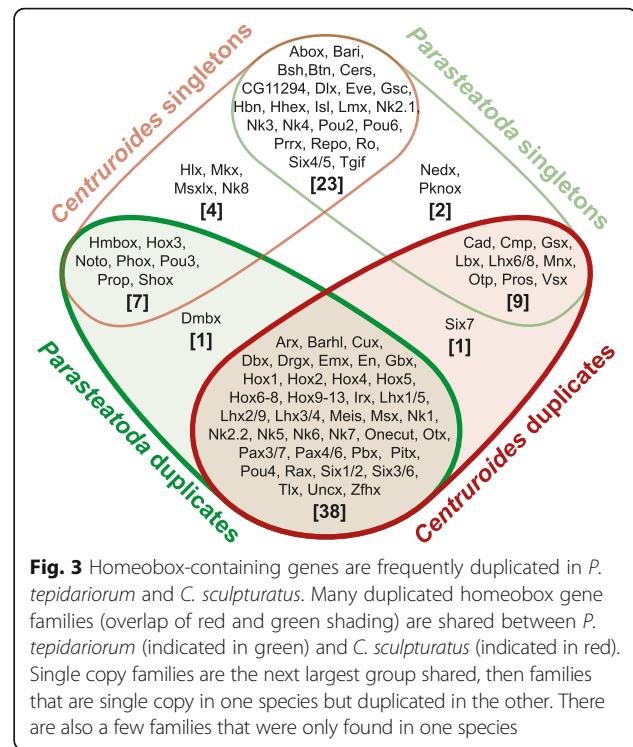 Centruroides singletons
Parasteatoda singletons
Abox, Bari,
Bsh,Btn, Cers,
CG11294, Dlx, Eve, Gsc,
Hbn, Hhex, Isl, Lmx, Nk2.1,
Nk3, Nk4, Pou2, Pou6,
Prrx, Repo, Ro,
Six4/5, Tgif
[23]
Hlx, Mkx,
Msxlx, Nk8
[4]
Nedx,
Pknox
[2]
Hmbox, Hox3,
Noto, Phox, Pou3,
Prop, Shox
[7]
Cad, Cmp, Gsx,
Lbx, Lhx6/8, Mnx,
Otp, Pros, Vsx
[9]
Dmbx
[1]
Six7
[1]
Arx, Barhl, Cux,
Dbx, Drgx, Emx, En, Gbx,
Hox1, Hox2, Hox4, Hox5,
Hox6-8, Hox9-13, Irx, Lhx1/5,
Lhx2/9, Lhx3/4, Meis, Msx, Nk1,
Nk2.2, Nk5, Nk6, Nk7, Onecut, Otx,
Pax3/7, Pax4/6, Pbx, Pitx,
Pou4, Rax, Six1/2, Six3/6,
Tlx, Uncx, Zfhx
[38]
Parasteatoda duplicates
Centruroides duplicates
Fig. 3 Homeobox-containing genes are frequently duplicated in P.
tepidariorum and C. sculpturatus. Many duplicated homeobox gene
families (overlap of red and green shading) are shared between P.
tepidariorum (indicated in green) and C. sculpturatus (indicated in red).
Single copy families are the next largest group shared, then families
that are single copy in one species but duplicated in the other. There
are also a few families that were only found in one species